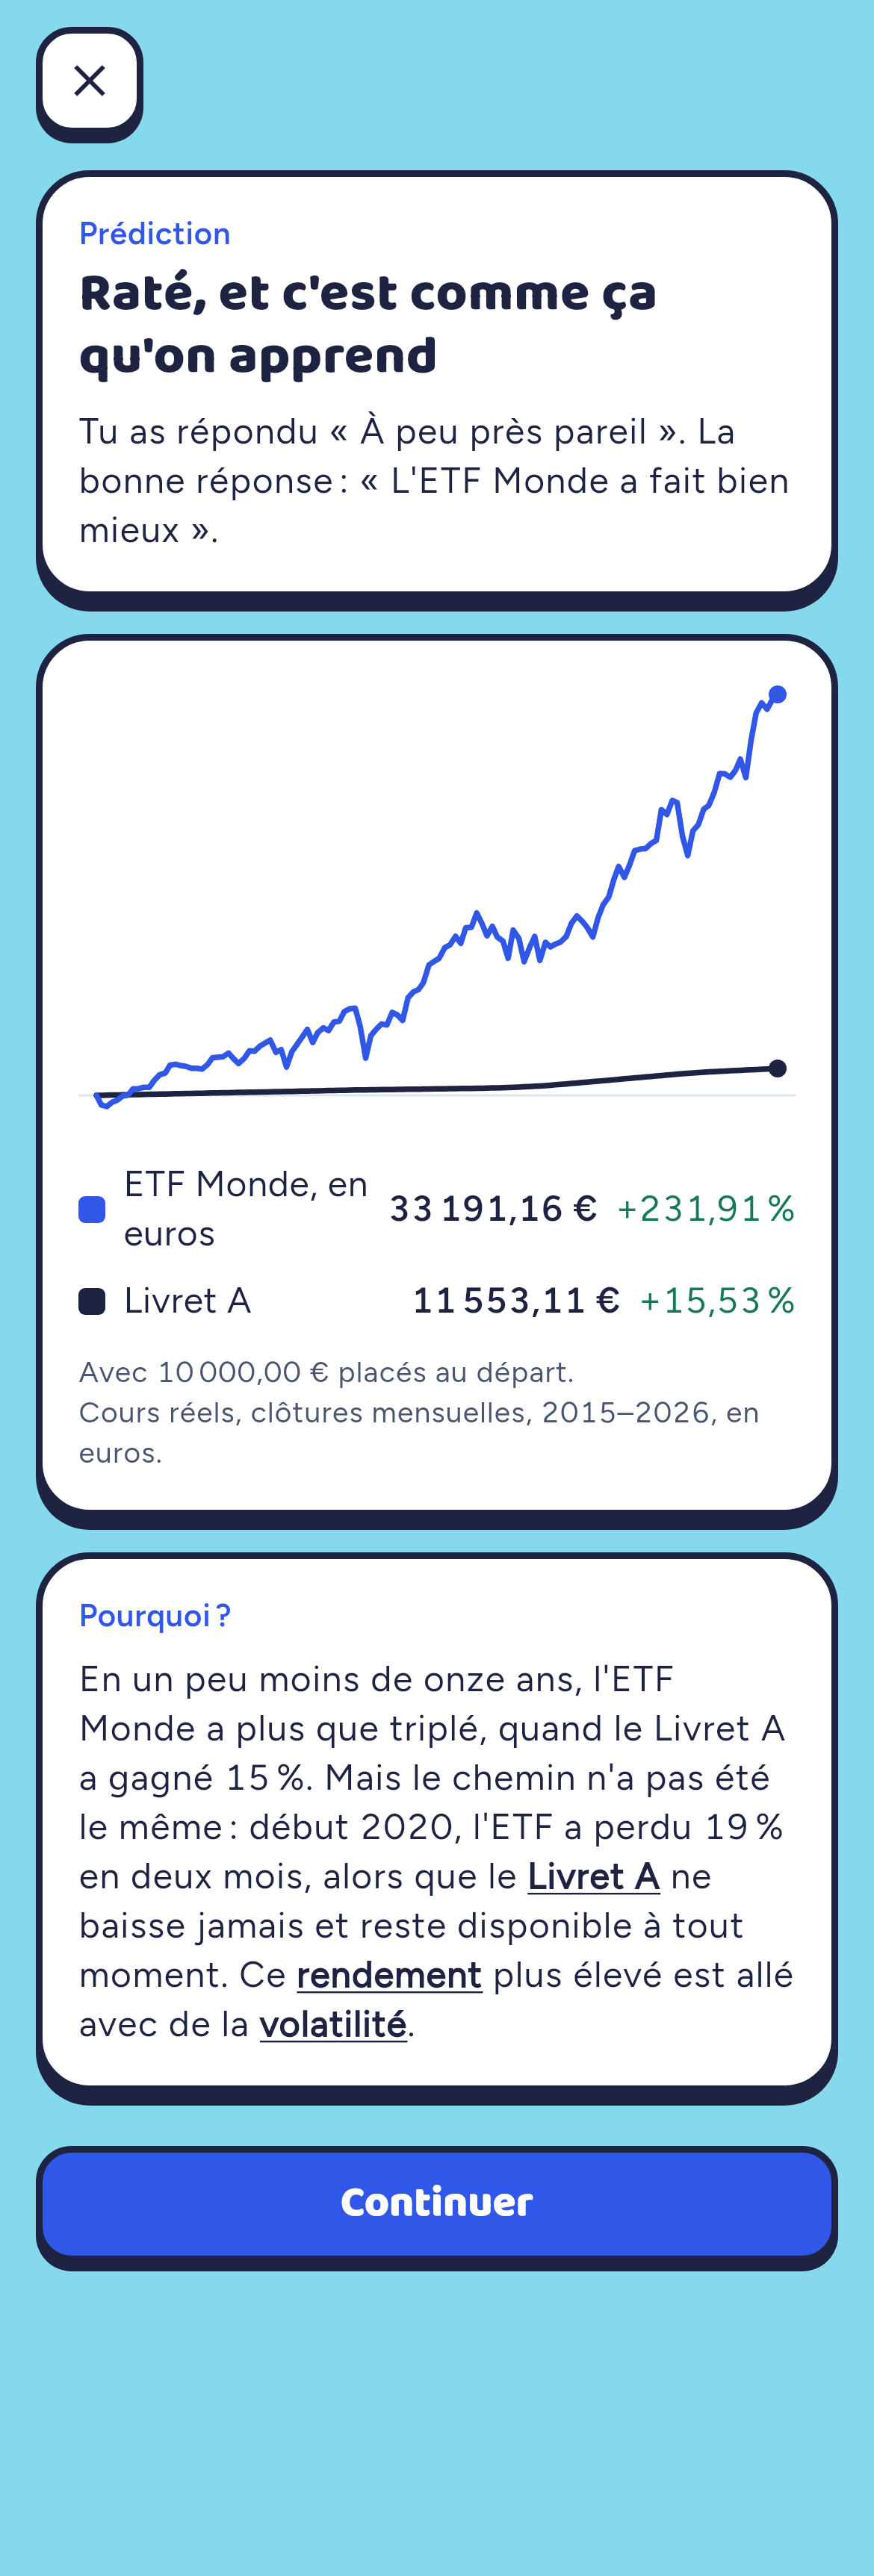 Prédiction
Raté, et c'est comme ça
qu'on apprend
Tu as répondu « À peu près pareil ». La
bonne réponse : « L'ETF Monde a fait bien
mieux ».
ETF Monde, en
euros
33 191,16 € +231,91 %
Livret A 11 553,11 € +15,53 %
Avec 10 000,00 € placés au départ.
Cours réels, clôtures mensuelles, 2015–2026, en
euros.
Pourquoi ?
En un peu moins de onze ans, l'ETF
Monde a plus que triplé, quand le Livret A
a gagné 15 %. Mais le chemin n'a pas été
le même : début 2020, l'ETF a perdu 19 %
en deux mois, alors que le Livret A ne
baisse jamais et reste disponible à tout
moment. Ce rendement plus élevé est allé
avec de la volatilité.
Continuer